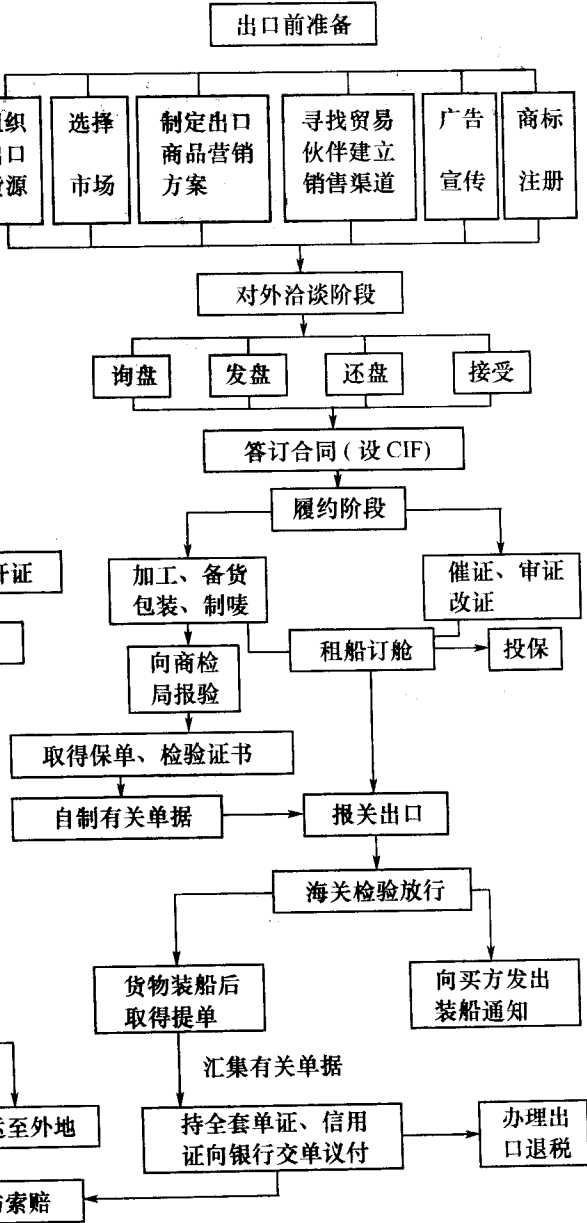 出口前准备
选择
市场
制定出口
商品营销
方案
寻找贸易
伙伴建立
销售渠道
广告
宣传
商标
注册
对外洽谈阶段
询盘
发盘
还盘
接受
答订合同(设CIF)
履约阶段
开证
加工、备货
包装、制唛
催证、审证
改证
租船订舱
投保
向商检
局报验
取得保单、检验证书
自制有关单据
报关出口
海关检验放行
货物装船后
取得提单
向买方发出
装船通知
汇集有关单据
至外地
持全套单证、信用
证向银行交单议付
办理出
口退税
索赔